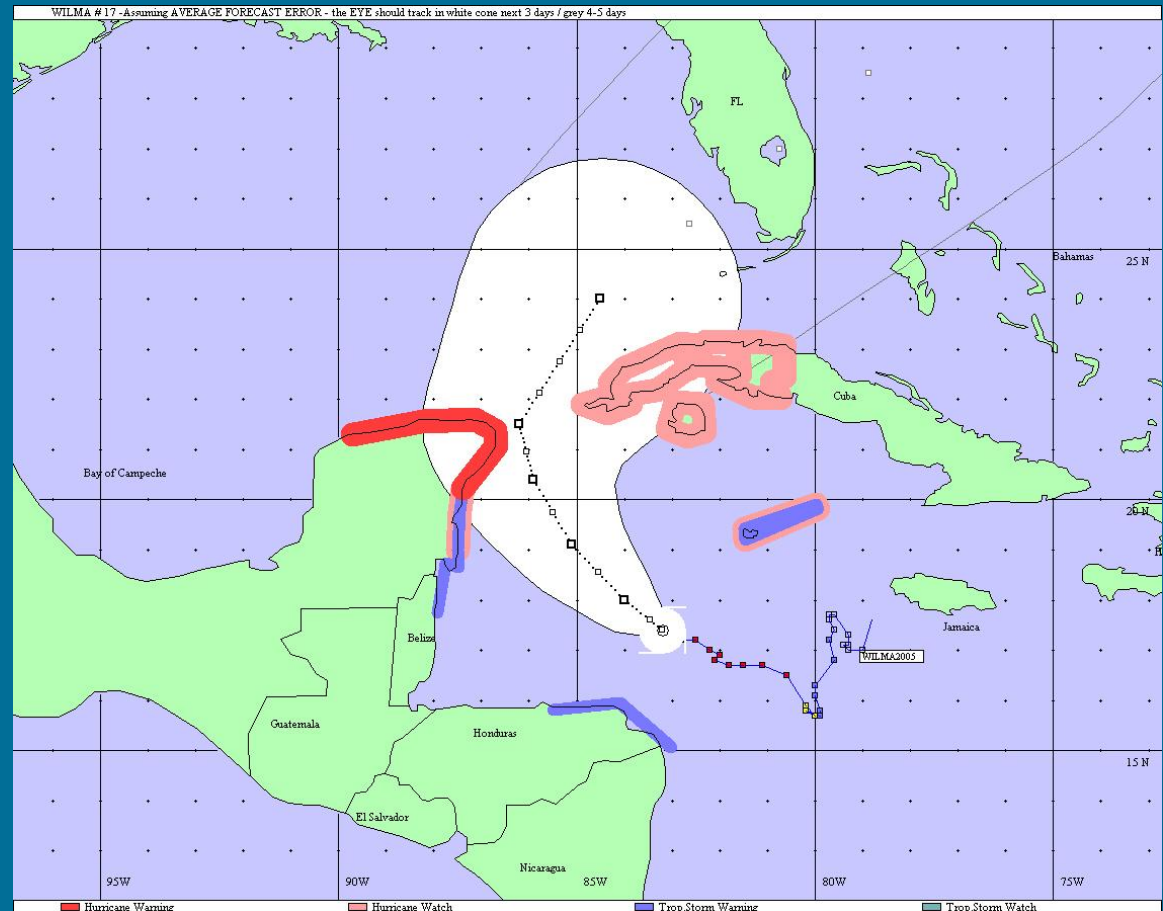 WILMA # 17 -Assuming AVERAGE FORECAST ERROR - the EYE should track in white cone next 3 days / grey 4-5 days
FL
Bahamas
25 N
Cuba
Bay of Campeche
20 N
H
Jamaica
Belize
WILMA2005
Guatemala
Honduras
15 N
El Salvador
Nicaragua
95W
90W
85W
80W
75W
Hurricane Warning
Hurricane Watch
Trop.Storm Warning
Trop.Storm Watch